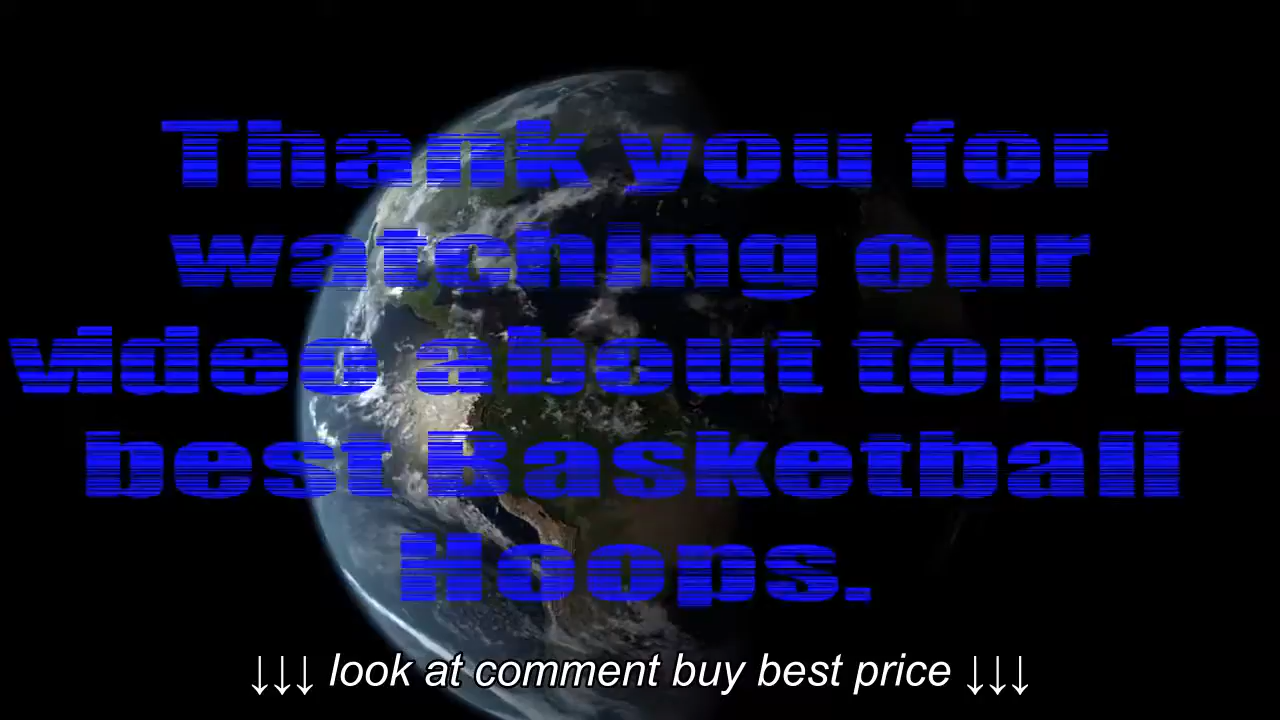 Thank you for
watching our
video about top 10
best Basketball
Hoops.
↓↓↓ look at comment buy best price ↓↓↓